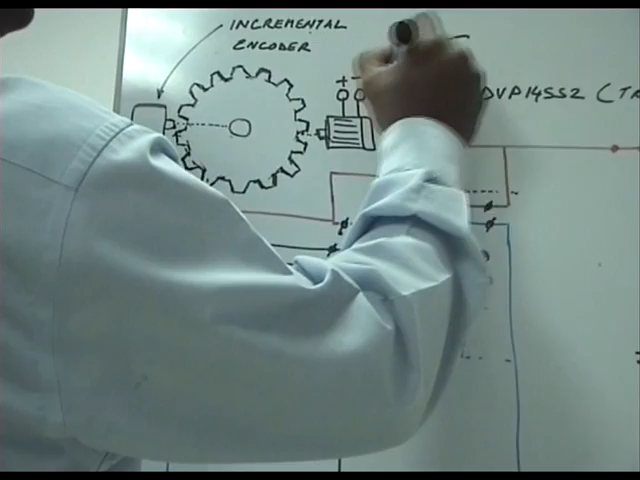 INCREMENTAL
ENCODER
+
DVP14SS2 (TR